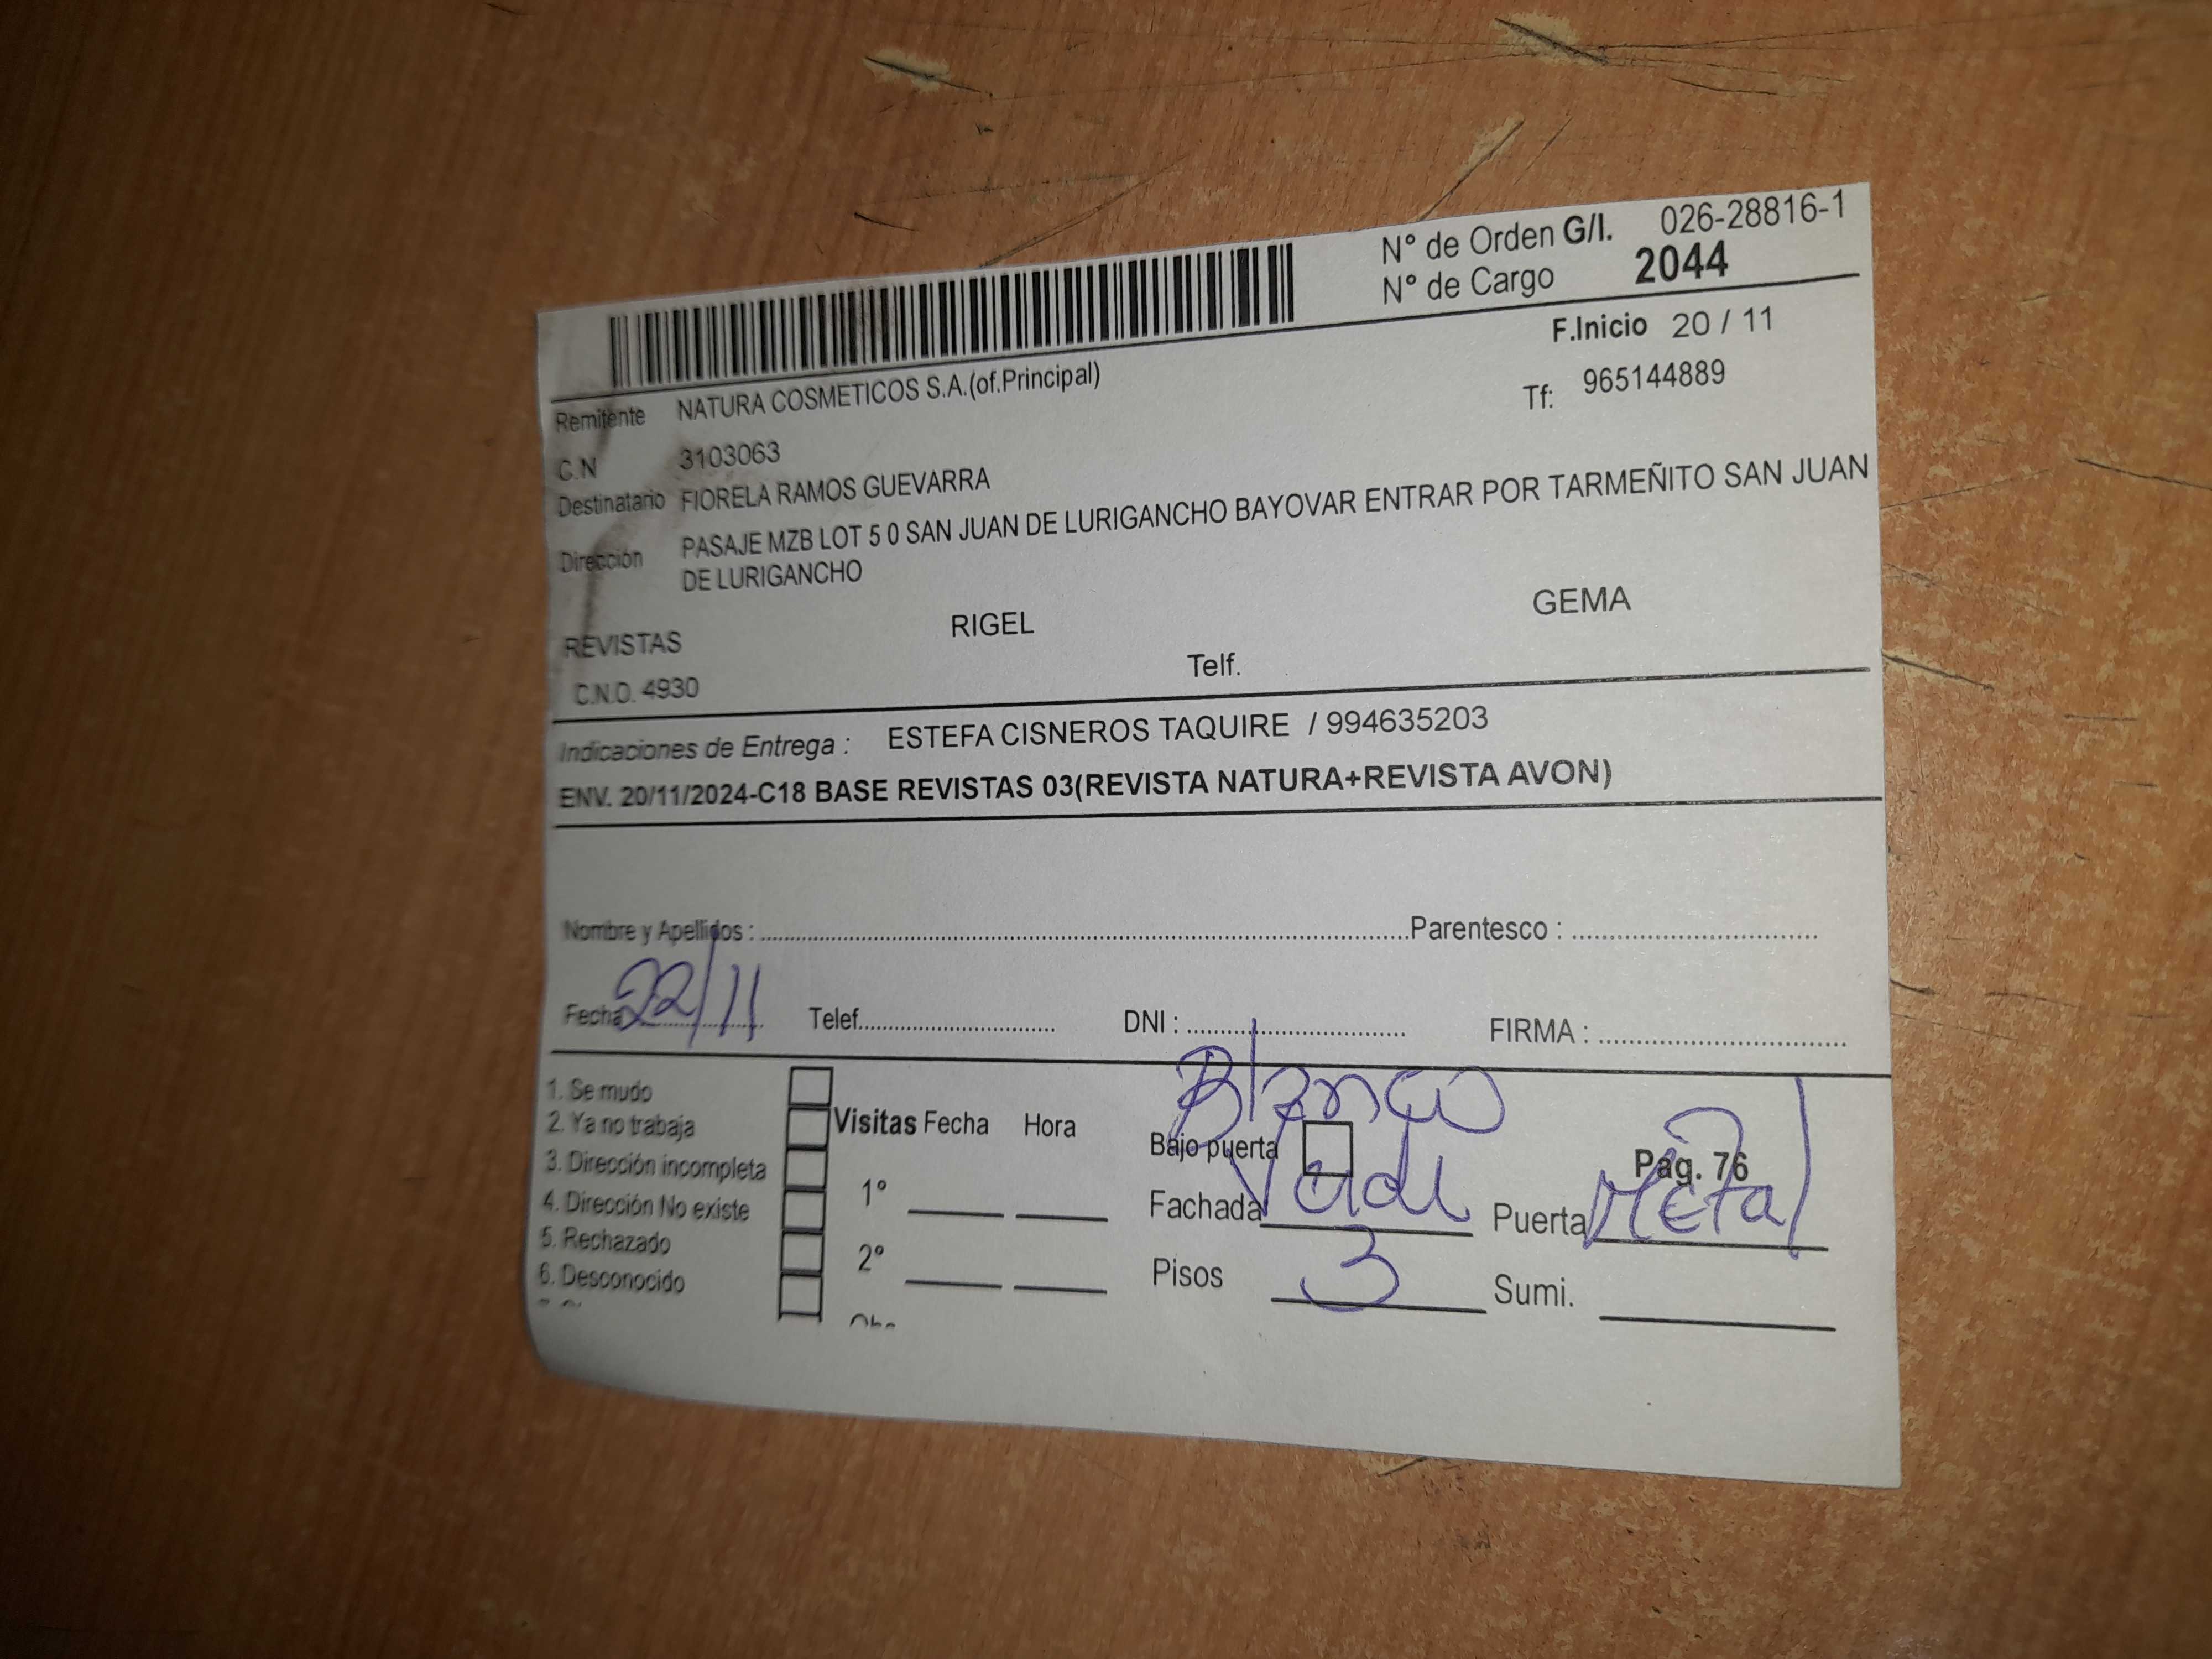 N° de Orden G/I. 026-28816-1
N° de Cargo 2044
F.Inicio 20 / 11
Remitente NATURA COSMETICOS S.A.(of.Principal)
Tf: 965144889
C.N 3103063
Destinatario FIORELA RAMOS GUEVARRA
Dirección PASAJE MZB LOT 5 0 SAN JUAN DE LURIGANCHO BAYOVAR ENTRAR POR TARMEÑITO SAN JUAN
DE LURIGANCHO
REVISTAS RIGEL GEMA
C.N.O. 4930 Telf.
Indicaciones de Entrega : ESTEFA CISNEROS TAQUIRE / 994635203
ENV. 20/11/2024-C18 BASE REVISTAS 03(REVISTA NATURA+REVISTA AVON)
Nombre y Apellidos : Parentesco :
Fecha 22/11 Telef. DNI : FIRMA :
Blanco
1. Se mudo
2. Ya no trabaja
3. Dirección incompleta
4. Dirección No existe
5. Rechazado
6. Desconocido
Visitas Fecha Hora
1°
2°
Bajo puerta Pág. 76
Fachada Verde Puerta Metal
Pisos 3 Sumi.